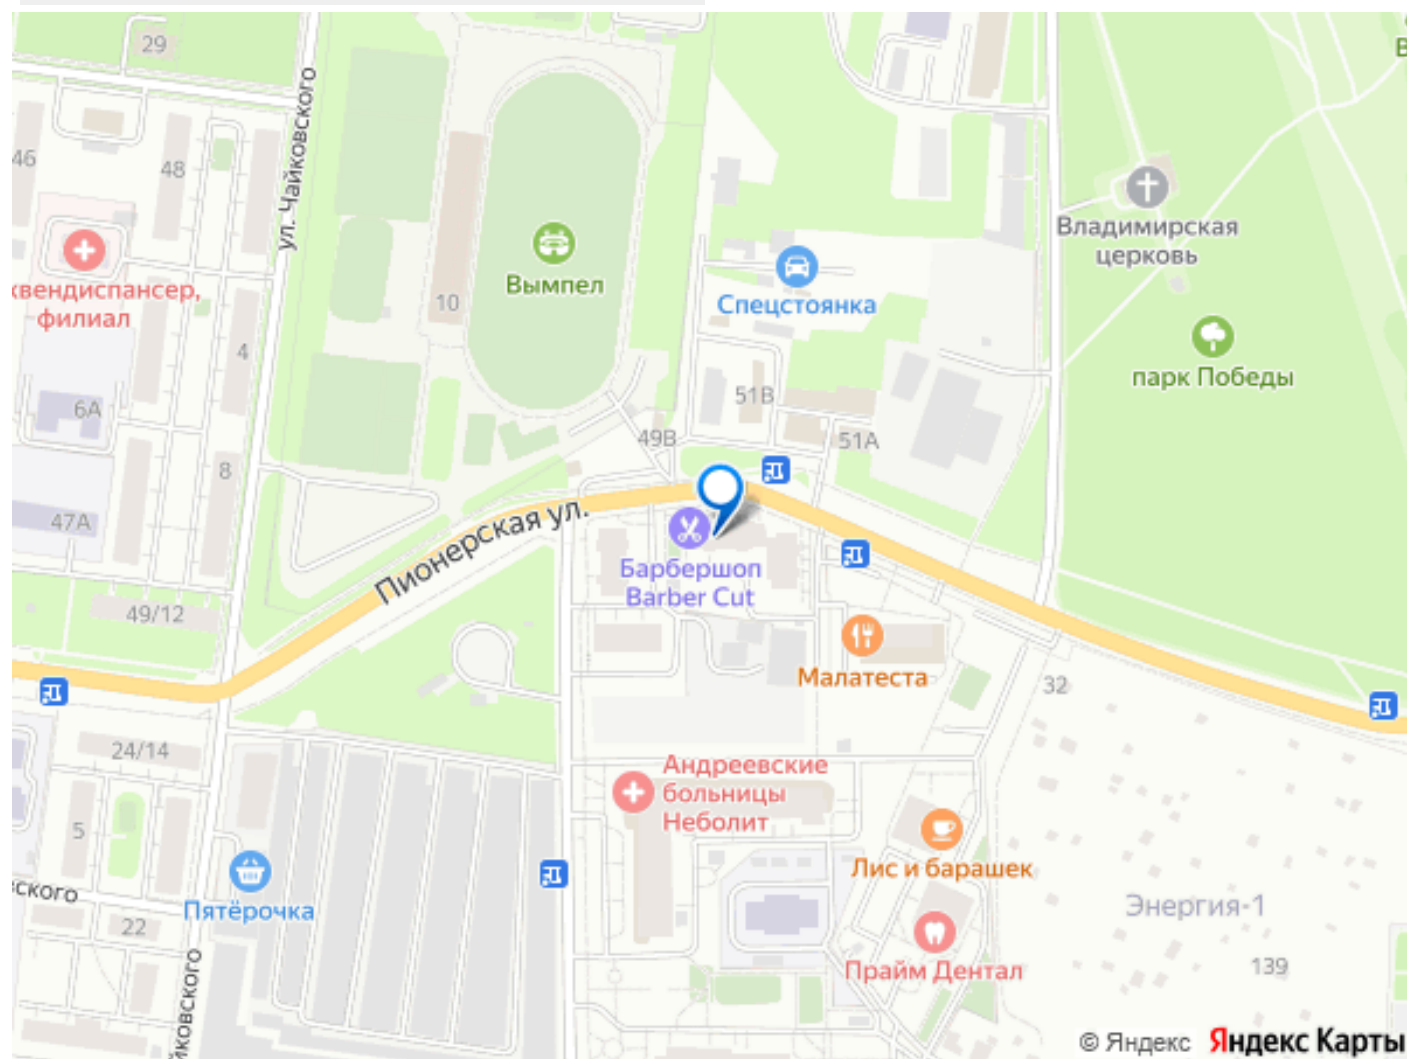 29
46
48
ул. Чайковского
хвендиспансер,
филиал
4
6А
8
47А
49/12
10
Вымпел
Спецстоянка
Владимирская
церковь
парк Победы
51В
49В
51А
Пионерская ул.
Барбершоп
Barber Cut
Малатеста
32
24/14
5
Андреевские
больницы
Неболит
Лис и барашек
Пятёрочка
22
Энергия-1
Прайм Дентал
139
© Яндекс Яндекс Карты